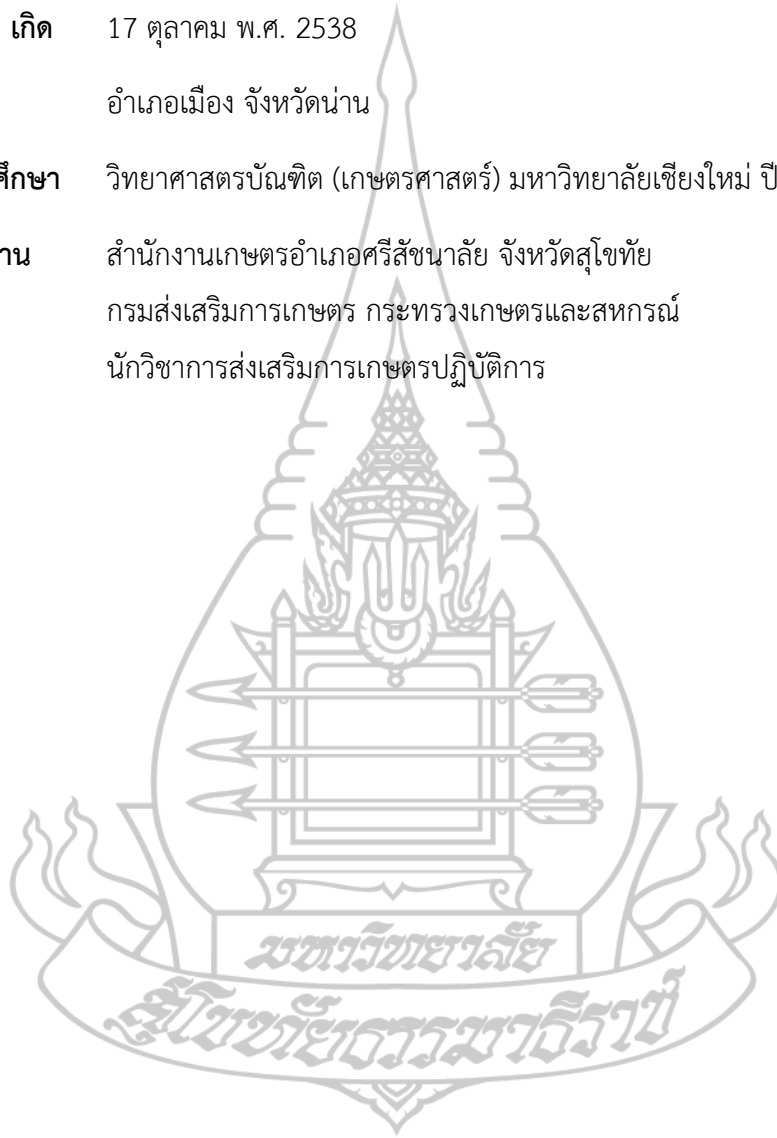 เกิด 17 ตุลาคม พ.ศ. 2538
อำเภอเมือง จังหวัดน่าน
ศึกษา วิทยาศาสตรบัณฑิต (เกษตรศาสตร์) มหาวิทยาลัยเชียงใหม่ ปี
าน สำนักงานเกษตรอำเภอศรีสัชนาลัย จังหวัดสุโขทัย
กรมส่งเสริมการเกษตร กระทรวงเกษตรและสหกรณ์
นักวิชาการส่งเสริมการเกษตรปฏิบัติการ
มหาวิทยาลัย
สุโขทัยธรรมาธิราช